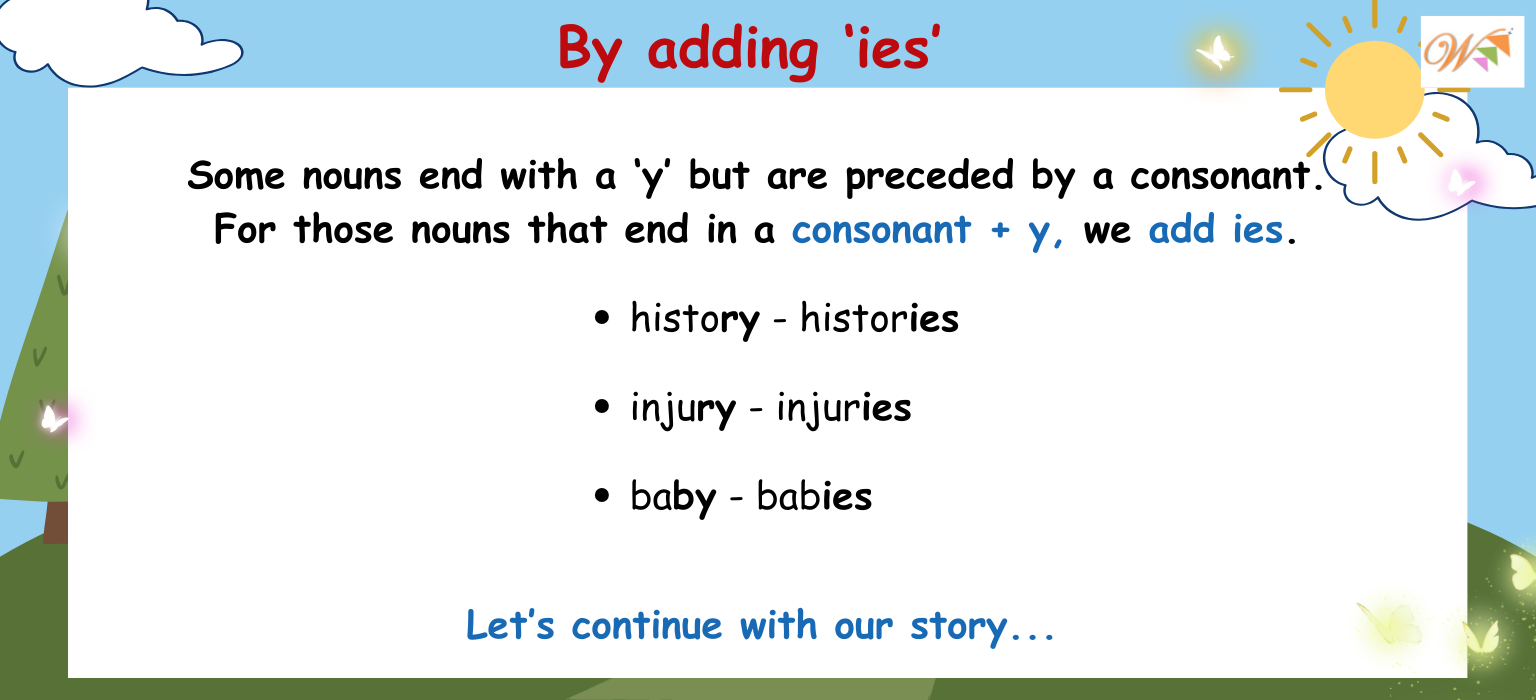 By adding ‘ies’
W
Some nouns end with a ‘y’ but are preceded by a consonant.
For those nouns that end in a consonant + y, we add ies.
• history - histories
• injury - injuries
• baby - babies
Let’s continue with our story...